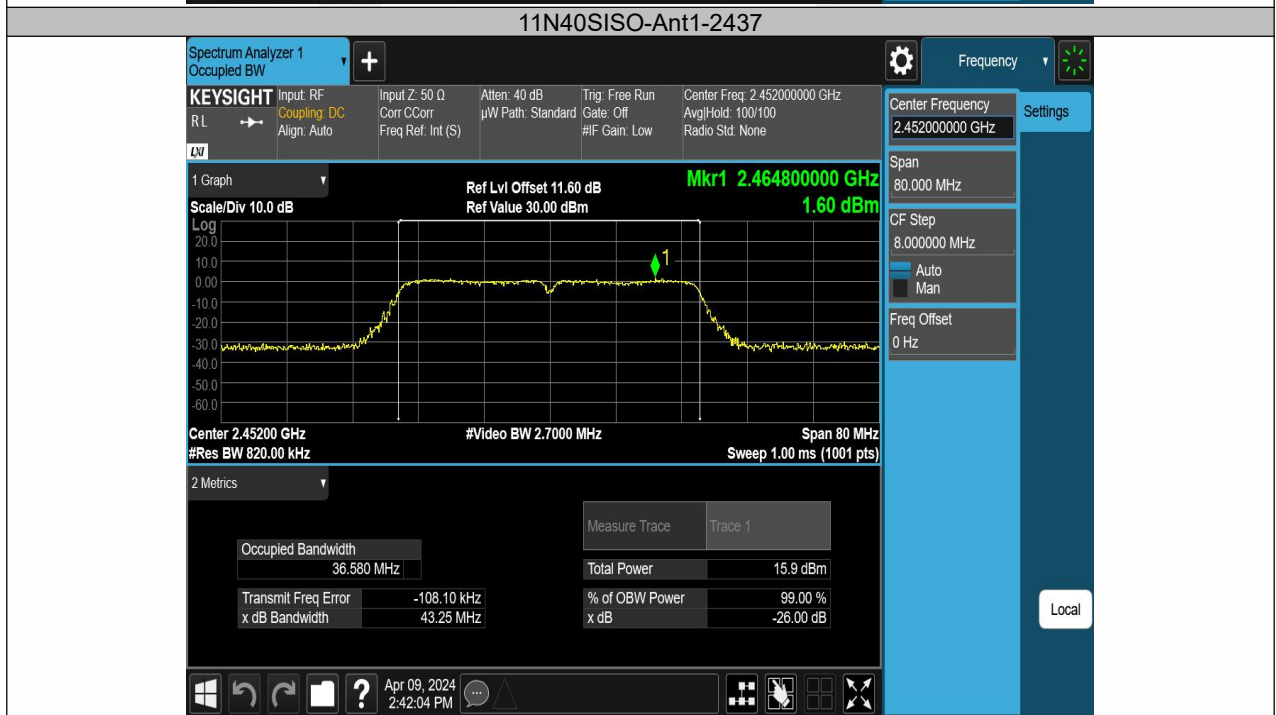 11N40SISO-Ant1-2437
Spectrum Analyzer 1
Occupied BW
+
Frequency
KEYSIGHT
R L
LXI
Input: RF
Coupling: DC
Align: Auto
Input Z: 50 Ω
Corr CCorr
Freq Ref: Int (S)
Atten: 40 dB
µW Path: Standard
Trig: Free Run
Gate: Off
#IF Gain: Low
Center Freq: 2.452000000 GHz
Avg|Hold: 100/100
Radio Std: None
Center Frequency
2.452000000 GHz
Settings
Span
80.000 MHz
CF Step
8.000000 MHz
Auto
Man
Freq Offset
0 Hz
Local
1 Graph
Scale/Div 10.0 dB
Ref Lvl Offset 11.60 dB
Ref Value 30.00 dBm
Mkr1 2.464800000 GHz
1.60 dBm
Log
20.0
10.0
0.00
-10.0
-20.0
-30.0
-40.0
-50.0
-60.0
1
Center 2.45200 GHz
#Res BW 820.00 kHz
#Video BW 2.7000 MHz
Span 80 MHz
Sweep 1.00 ms (1001 pts)
2 Metrics
Measure Trace Trace 1
Occupied Bandwidth
36.580 MHz
Total Power 15.9 dBm
Transmit Freq Error -108.10 kHz
% of OBW Power 99.00 %
x dB Bandwidth 43.25 MHz
x dB -26.00 dB
?
Apr 09, 2024
2:42:04 PM